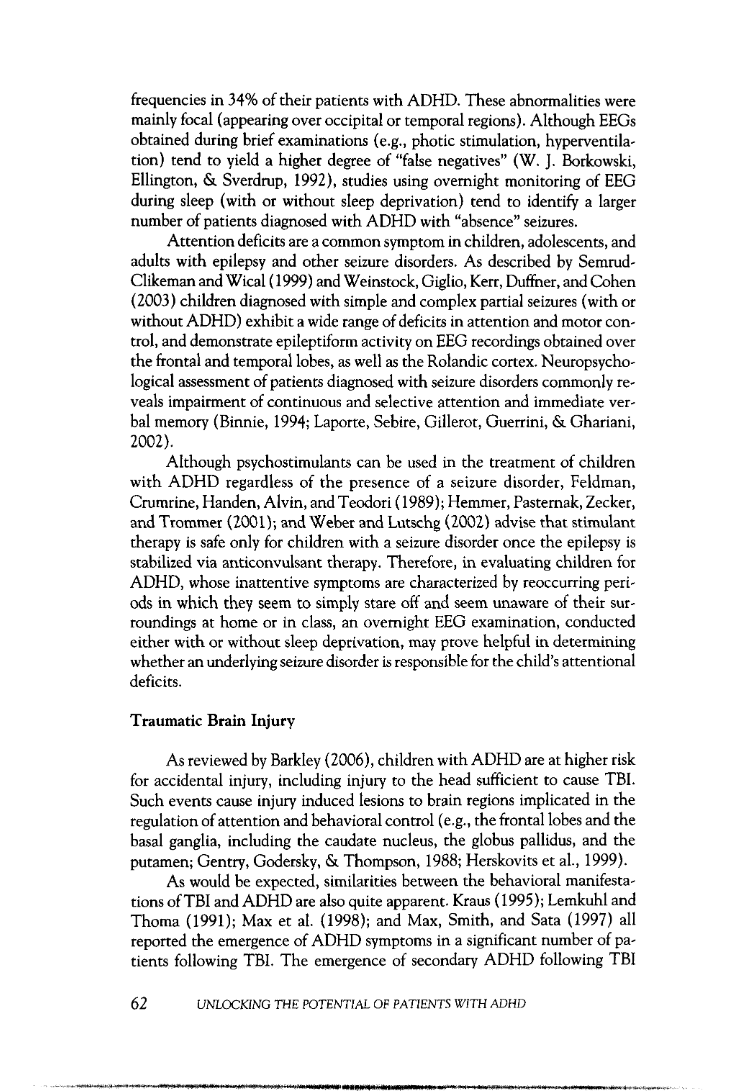 frequencies in 34% of their patients with ADHD. These abnormalities were
mainly focal (appearing over occipital or temporal regions). Although EEGs
obtained during brief examinations (e.g., photic stimulation, hyperventila-
tion) tend to yield a higher degree of “false negatives” (W. J. Borkowski,
Ellington, & Sverdrup, 1992), studies using overnight monitoring of EEG
during sleep (with or without sleep deprivation) tend to identify a larger
number of patients diagnosed with ADHD with “absence” seizures.
Attention deficits are a common symptom in children, adolescents, and
adults with epilepsy and other seizure disorders. As described by Semrud-
Clikeman and Wical (1999) and Weinstock, Giglio, Kerr, Duffner, and Cohen
(2003) children diagnosed with simple and complex partial seizures (with or
without ADHD) exhibit a wide range of deficits in attention and motor con-
trol, and demonstrate epileptiform activity on EEG recordings obtained over
the frontal and temporal lobes, as well as the Rolandic cortex. Neuropsycho-
logical assessment of patients diagnosed with seizure disorders commonly re-
veals impairment of continuous and selective attention and immediate ver-
bal memory (Binnie, 1994; Laporte, Sebire, Gillerot, Guerrini, & Ghariani,
2002).
Although psychostimulants can be used in the treatment of children
with ADHD regardless of the presence of a seizure disorder, Feldman,
Crumrine, Handen, Alvin, and Teodori (1989); Hemmer, Pasternak, Zecker,
and Trommer (2001); and Weber and Lutschg (2002) advise that stimulant
therapy is safe only for children with a seizure disorder once the epilepsy is
stabilized via anticonvulsant therapy. Therefore, in evaluating children for
ADHD, whose inattentive symptoms are characterized by reoccurring peri-
ods in which they seem to simply stare off and seem unaware of their sur-
roundings at home or in class, an overnight EEG examination, conducted
either with or without sleep deprivation, may prove helpful in determining
whether an underlying seizure disorder is responsible for the child’s attentional
deficits.
Traumatic Brain Injury
As reviewed by Barkley (2006), children with ADHD are at higher risk
for accidental injury, including injury to the head sufficient to cause TBI.
Such events cause injury induced lesions to brain regions implicated in the
regulation of attention and behavioral control (e.g., the frontal lobes and the
basal ganglia, including the caudate nucleus, the globus pallidus, and the
putamen; Gentry, Godersky, & Thompson, 1988; Herskovits et al., 1999).
As would be expected, similarities between the behavioral manifesta-
tions of TBI and ADHD are also quite apparent. Kraus (1995); Lemkuhl and
Thoma (1991); Max et al. (1998); and Max, Smith, and Sata (1997) all
reported the emergence of ADHD symptoms in a significant number of pa-
tients following TBI. The emergence of secondary ADHD following TBI
62 UNLOCKING THE POTENTIAL OF PATIENTS WITH ADHD